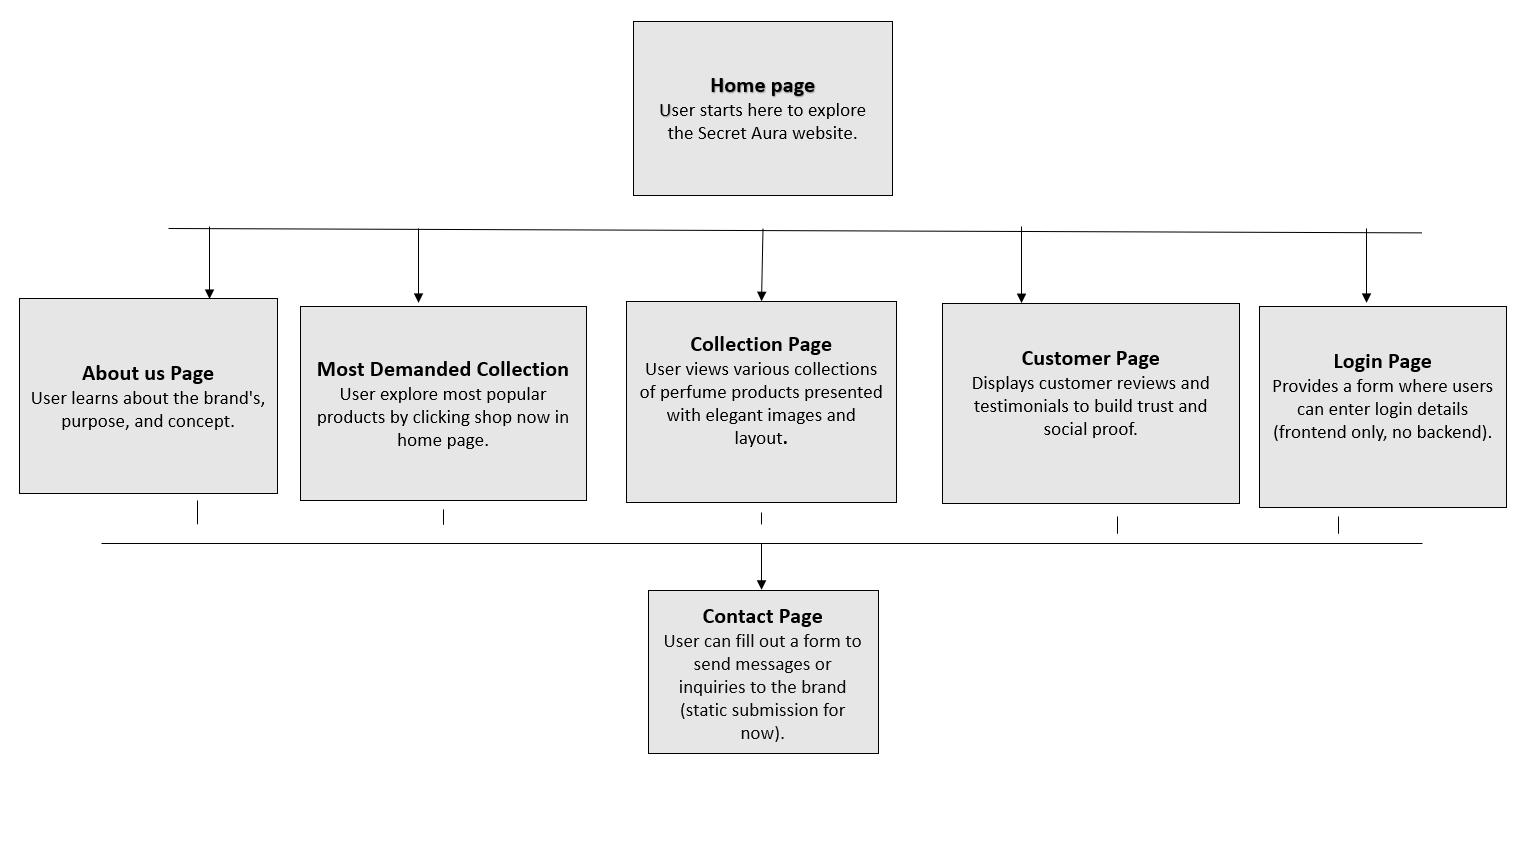 Home page
User starts here to explore
the Secret Aura website.
About us Page
User learns about the brand's,
purpose, and concept.
Most Demanded Collection
User explore most popular
products by clicking shop now in
home page.
Collection Page
User views various collections
of perfume products presented
with elegant images and
layout.
Customer Page
Displays customer reviews and
testimonials to build trust and
social proof.
Login Page
Provides a form where users
can enter login details
(frontend only, no backend).
Contact Page
User can fill out a form to
send messages or
inquiries to the brand
(static submission for
now).